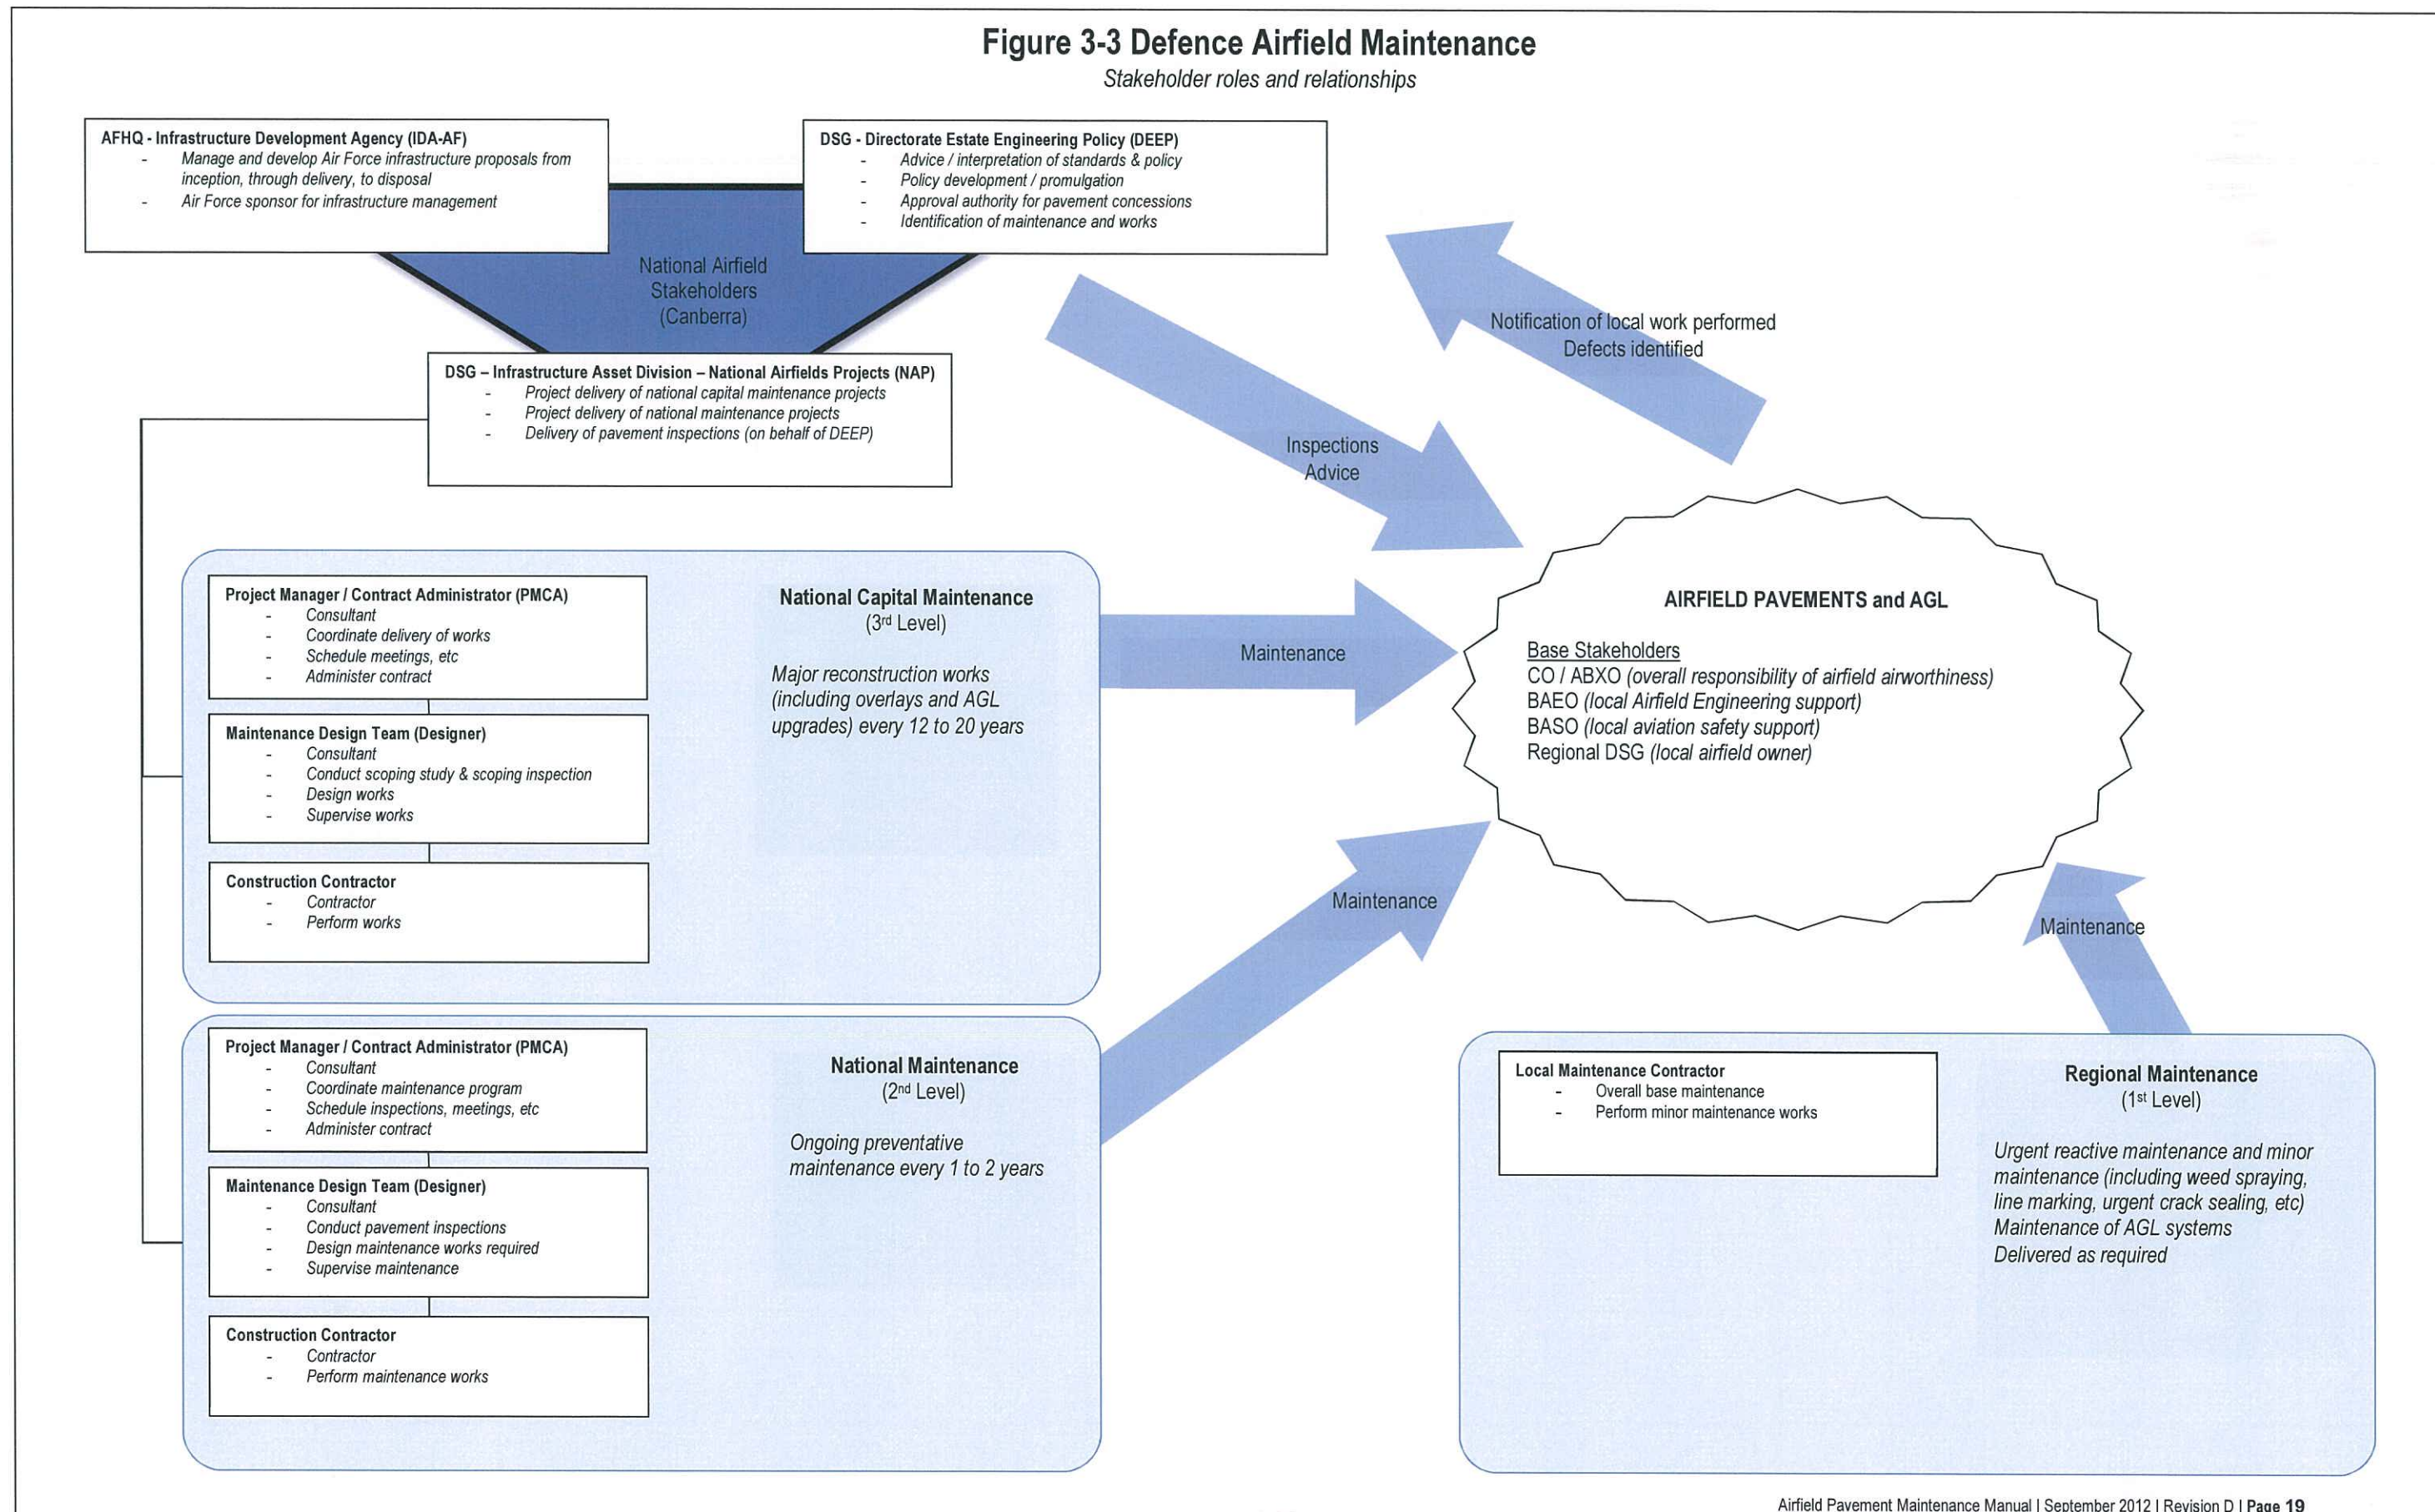 Figure 3-3 Defence Airfield Maintenance
Stakeholder roles and relationships
AFHQ - Infrastructure Development Agency (IDA-AF)
- Manage and develop Air Force infrastructure proposals from
inception, through delivery, to disposal
- Air Force sponsor for infrastructure management
DSG - Directorate Estate Engineering Policy (DEEP)
- Advice / interpretation of standards & policy
- Policy development / promulgation
- Approval authority for pavement concessions
- Identification of maintenance and works
National Airfield
Stakeholders
(Canberra)
DSG – Infrastructure Asset Division – National Airfields Projects (NAP)
- Project delivery of national capital maintenance projects
- Project delivery of national maintenance projects
- Delivery of pavement inspections (on behalf of DEEP)
Notification of local work performed
Defects identified
Inspections
Advice
Project Manager / Contract Administrator (PMCA)
- Consultant
- Coordinate delivery of works
- Schedule meetings, etc
- Administer contract
Maintenance Design Team (Designer)
- Consultant
- Conduct scoping study & scoping inspection
- Design works
- Supervise works
Construction Contractor
- Contractor
- Perform works
National Capital Maintenance
(3rd Level)
Major reconstruction works
(including overlays and AGL
upgrades) every 12 to 20 years
Maintenance
AIRFIELD PAVEMENTS and AGL
Base Stakeholders
CO / ABXO (overall responsibility of airfield airworthiness)
BAEO (local Airfield Engineering support)
BASO (local aviation safety support)
Regional DSG (local airfield owner)
Maintenance
Maintenance
Project Manager / Contract Administrator (PMCA)
- Consultant
- Coordinate maintenance program
- Schedule inspections, meetings, etc
- Administer contract
Maintenance Design Team (Designer)
- Consultant
- Conduct pavement inspections
- Design maintenance works required
- Supervise maintenance
Construction Contractor
- Contractor
- Perform maintenance works
National Maintenance
(2nd Level)
Ongoing preventative
maintenance every 1 to 2 years
Local Maintenance Contractor
- Overall base maintenance
- Perform minor maintenance works
Regional Maintenance
(1st Level)
Urgent reactive maintenance and minor
maintenance (including weed spraying,
line marking, urgent crack sealing, etc)
Maintenance of AGL systems
Delivered as required
Airfield Pavement Maintenance Manual | September 2012 | Revision D | Page 19